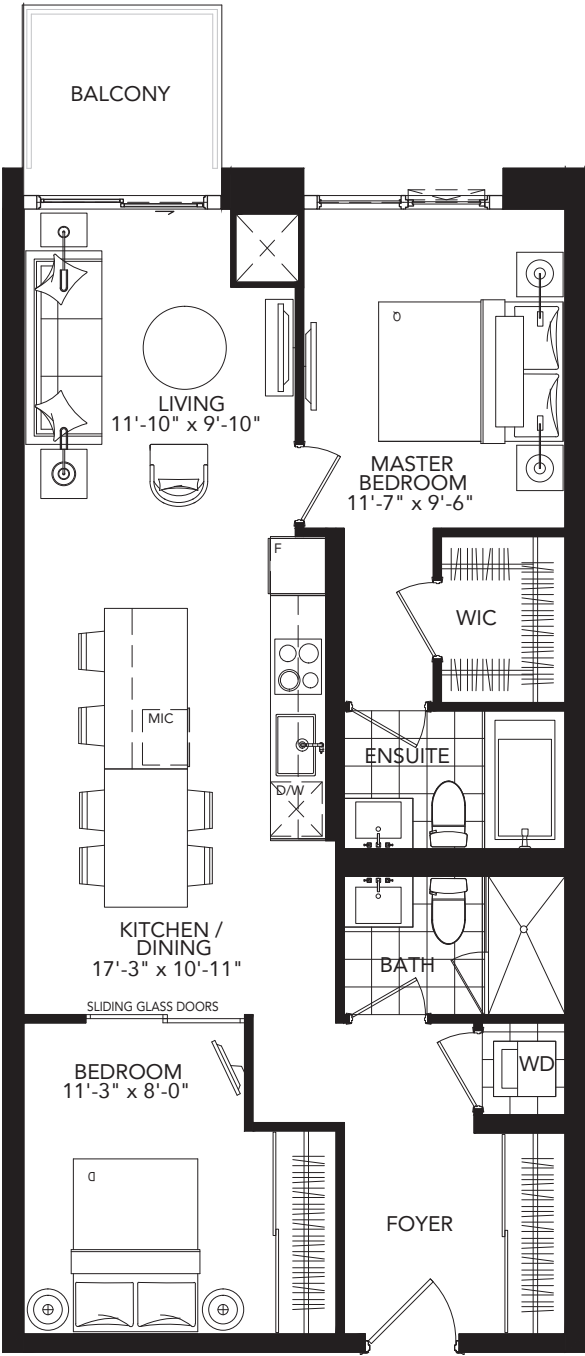 BALCONY
LIVING
11'-10" x 9'-10"
MASTER
BEDROOM
11'-7" x 9'-6"
F
WIC
MIC
ENSUITE
D/W
KITCHEN /
DINING
17'-3" x 10'-11"
BATH
SLIDING GLASS DOORS
BEDROOM
11'-3" x 8'-0"
WD
FOYER